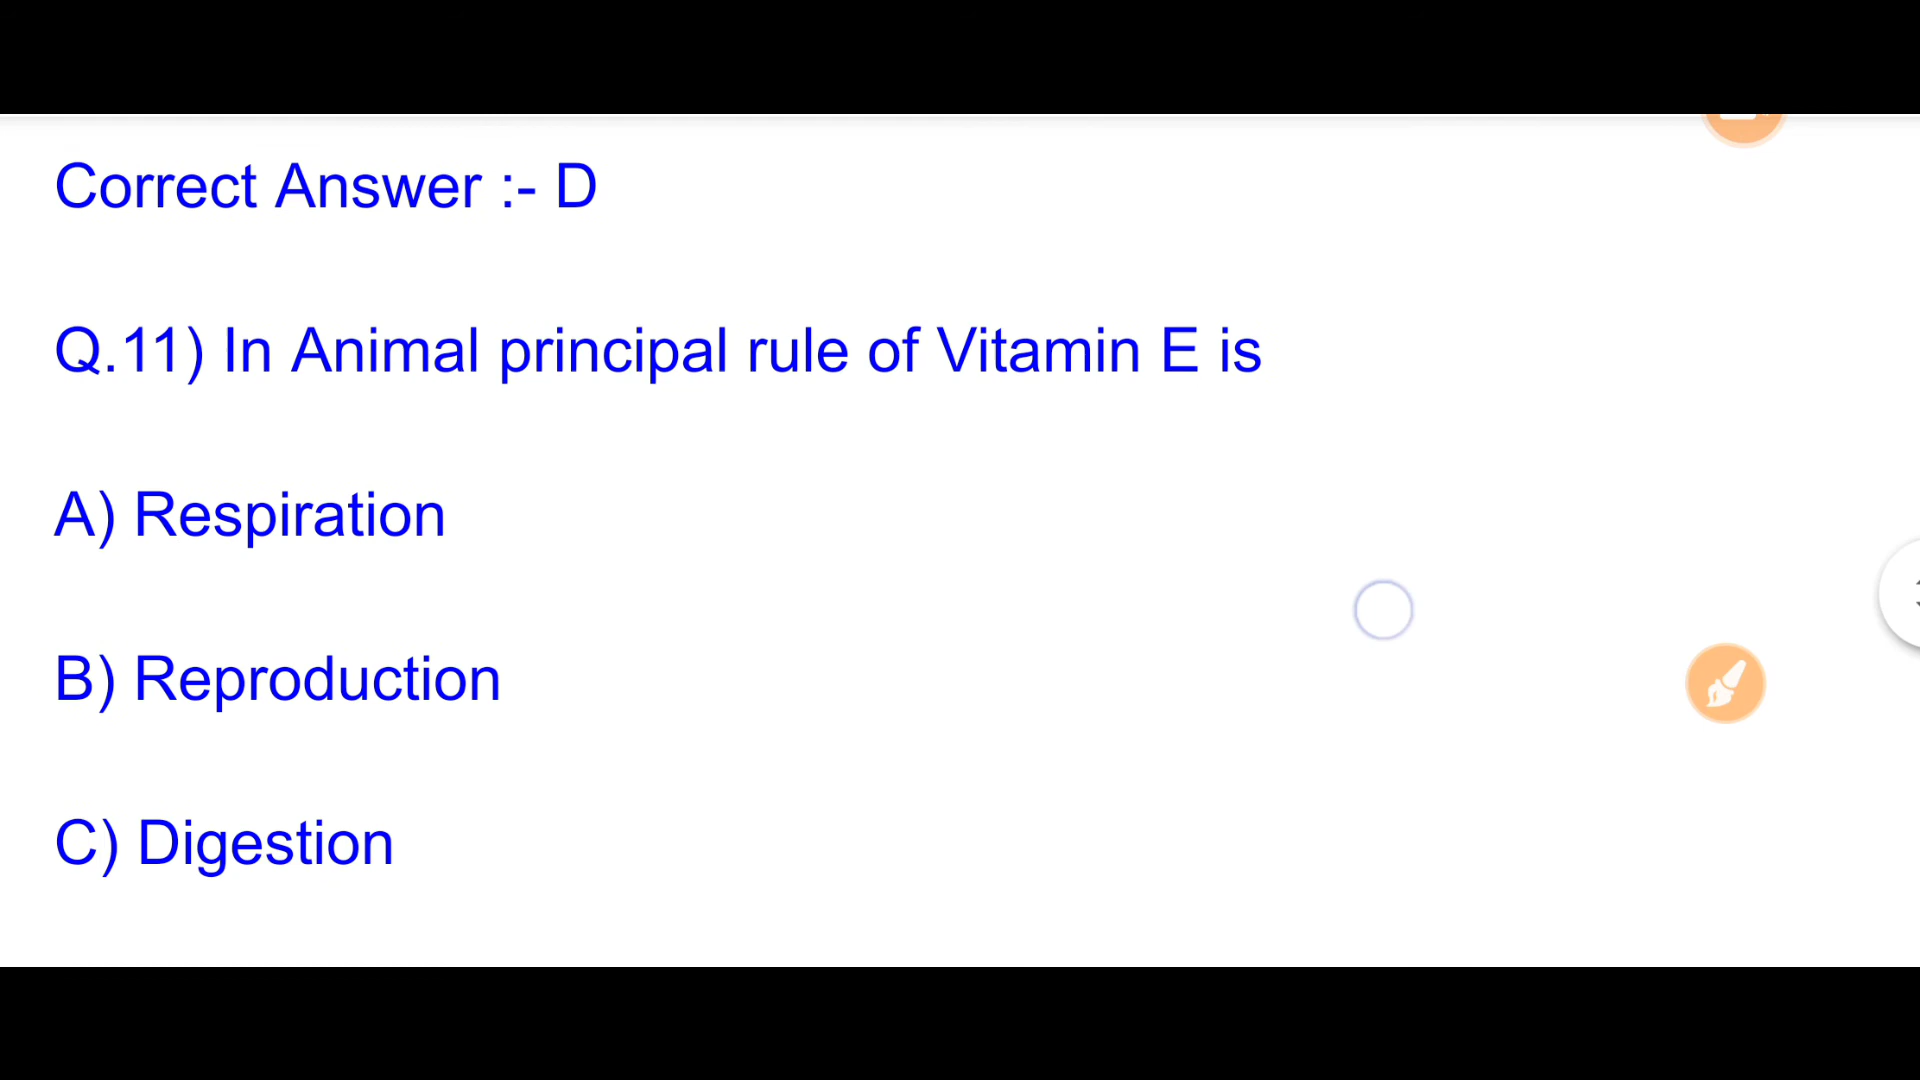 Correct Answer :- D
Q.11) In Animal principal rule of Vitamin E is
A) Respiration
B) Reproduction
C) Digestion